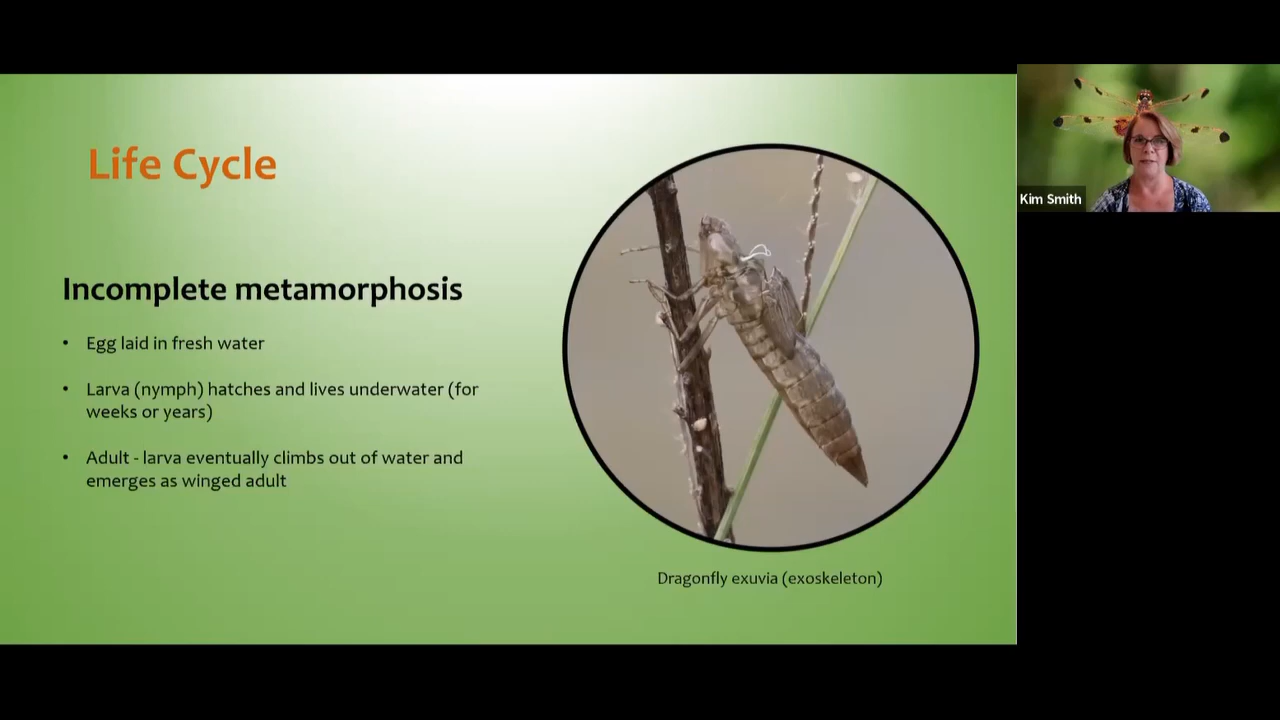 Life Cycle
Incomplete metamorphosis
• Egg laid in fresh water
• Larva (nymph) hatches and lives underwater (for
weeks or years)
• Adult - larva eventually climbs out of water and
emerges as winged adult
Dragonfly exuvia (exoskeleton)
Kim Smith